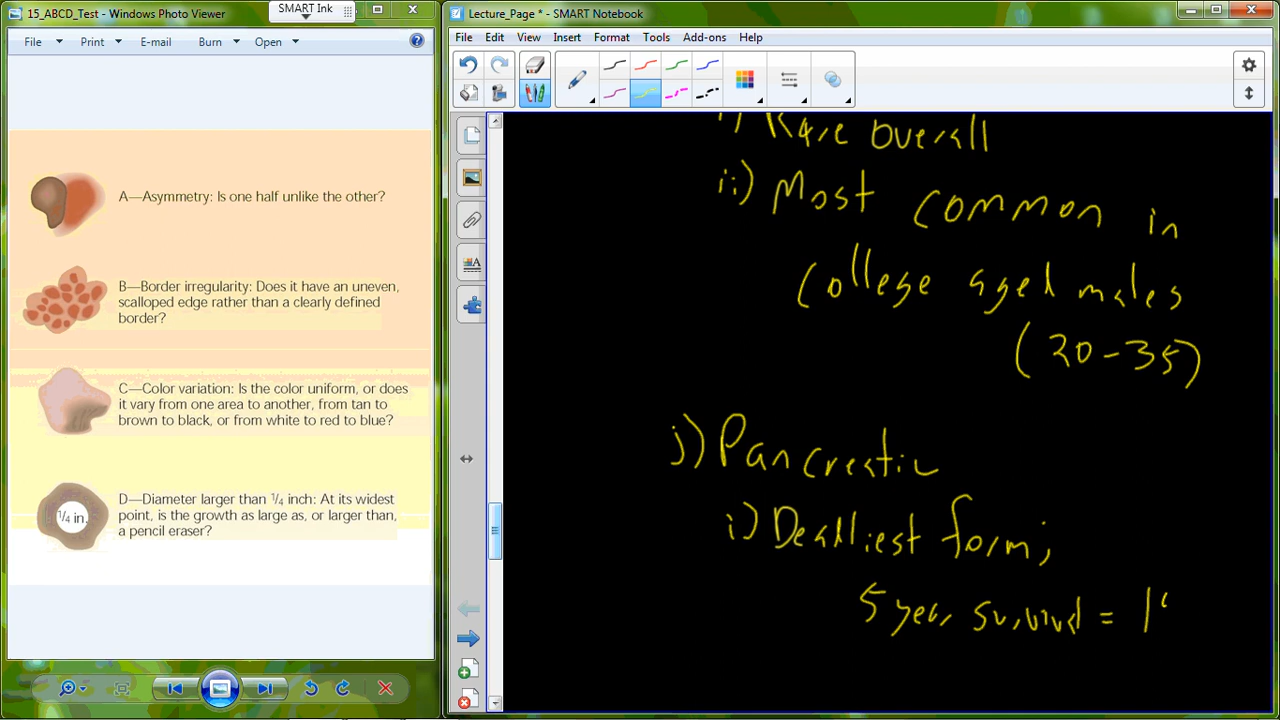 15_ABCD_Test - Windows Photo Viewer
SMART Ink
File Print E-mail Burn Open
A—Asymmetry: Is one half unlike the other?
B—Border irregularity: Does it have an uneven,
scalloped edge rather than a clearly defined
border?
C—Color variation: Is the color uniform, or does
it vary from one area to another, from tan to
brown to black, or from white to red to blue?
1/4 in.
D—Diameter larger than 1/4 inch: At its widest
point, is the growth as large as, or larger than,
a pencil eraser?
Lecture_Page * - SMART Notebook
File Edit View Insert Format Tools Add-ons Help
i) Rare overall
ii) Most common in
college aged males
(20-35)
j) Pancreatic
i) Deadliest form;
5 year survival = 1